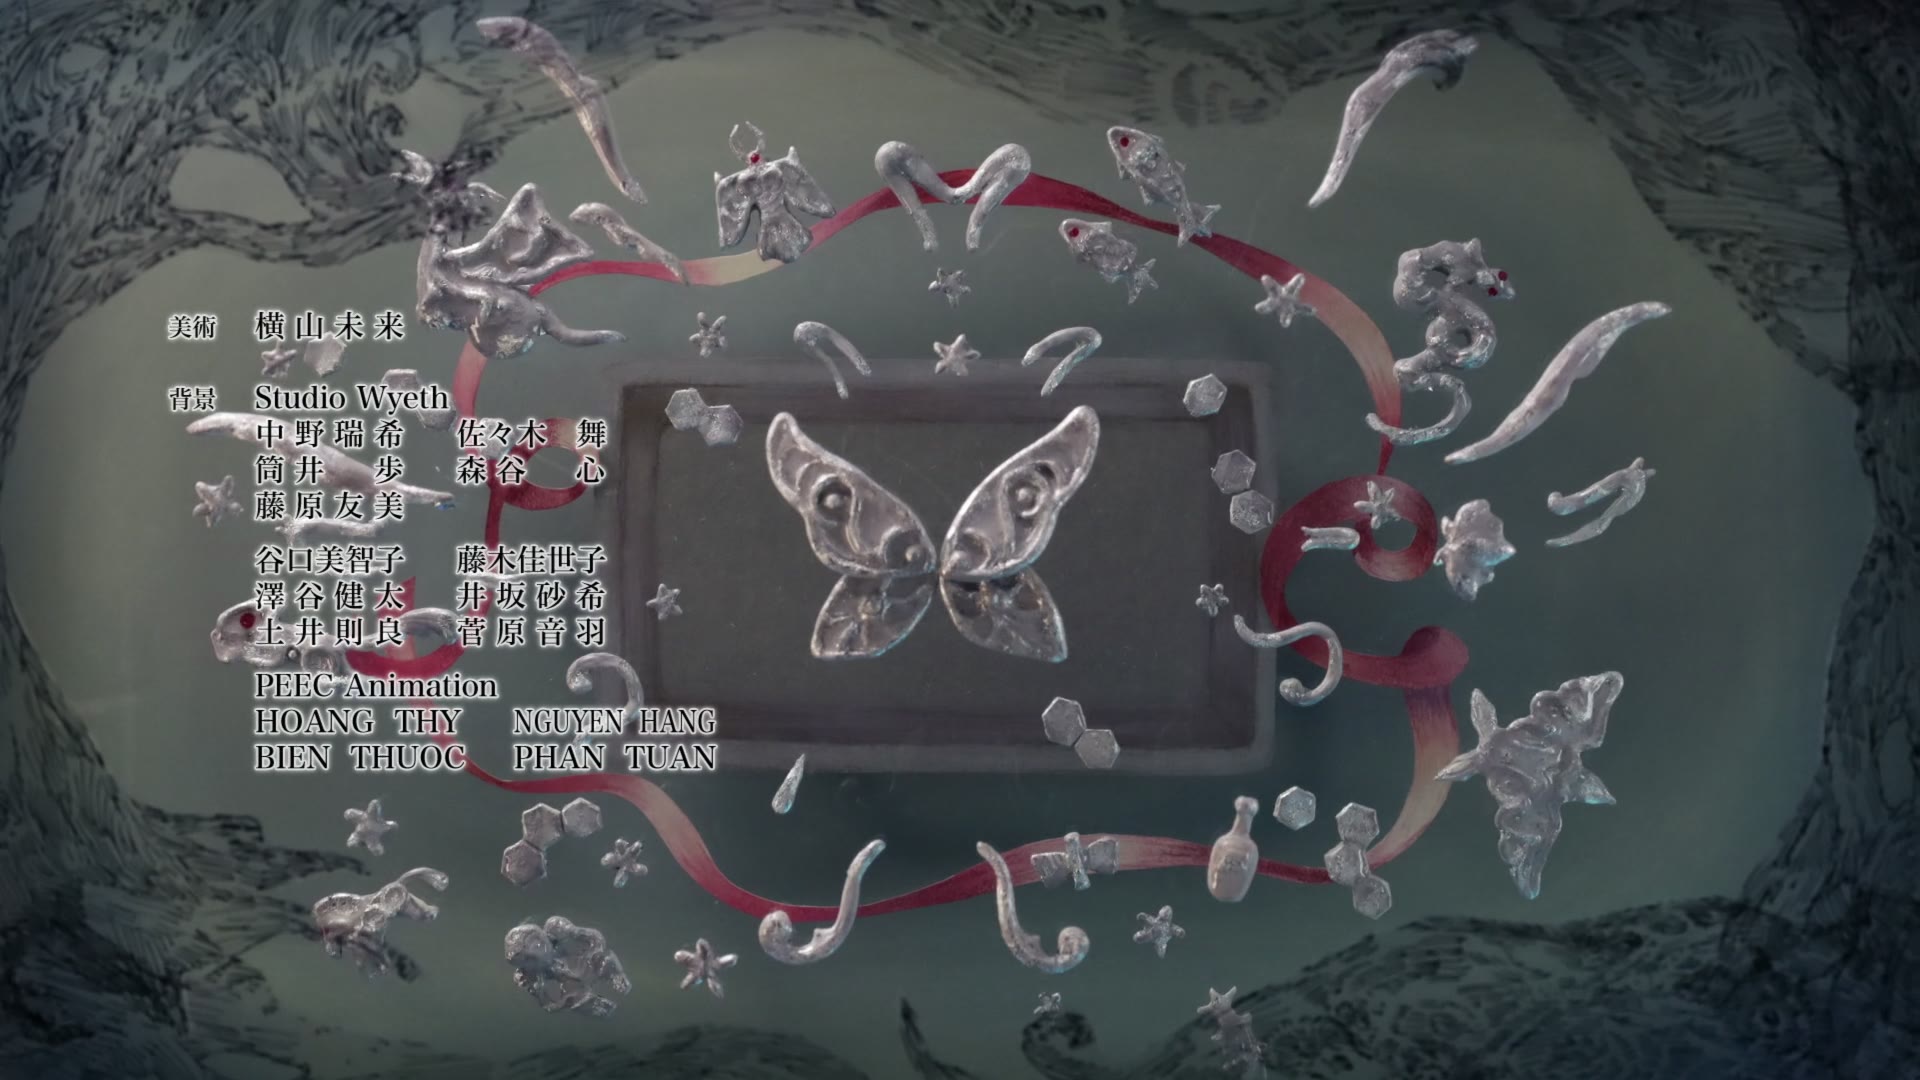 美術 横山未来
背景 Studio Wyeth
中野瑞希 佐々木 舞
筒井 歩 森谷 心
藤原友美
谷口美智子 藤木佳世子
澤谷健太 井坂砂希
土井則良 菅原音羽
PEEC Animation
HOANG THY NGUYEN HANG
BIEN THUOC PHAN TUAN